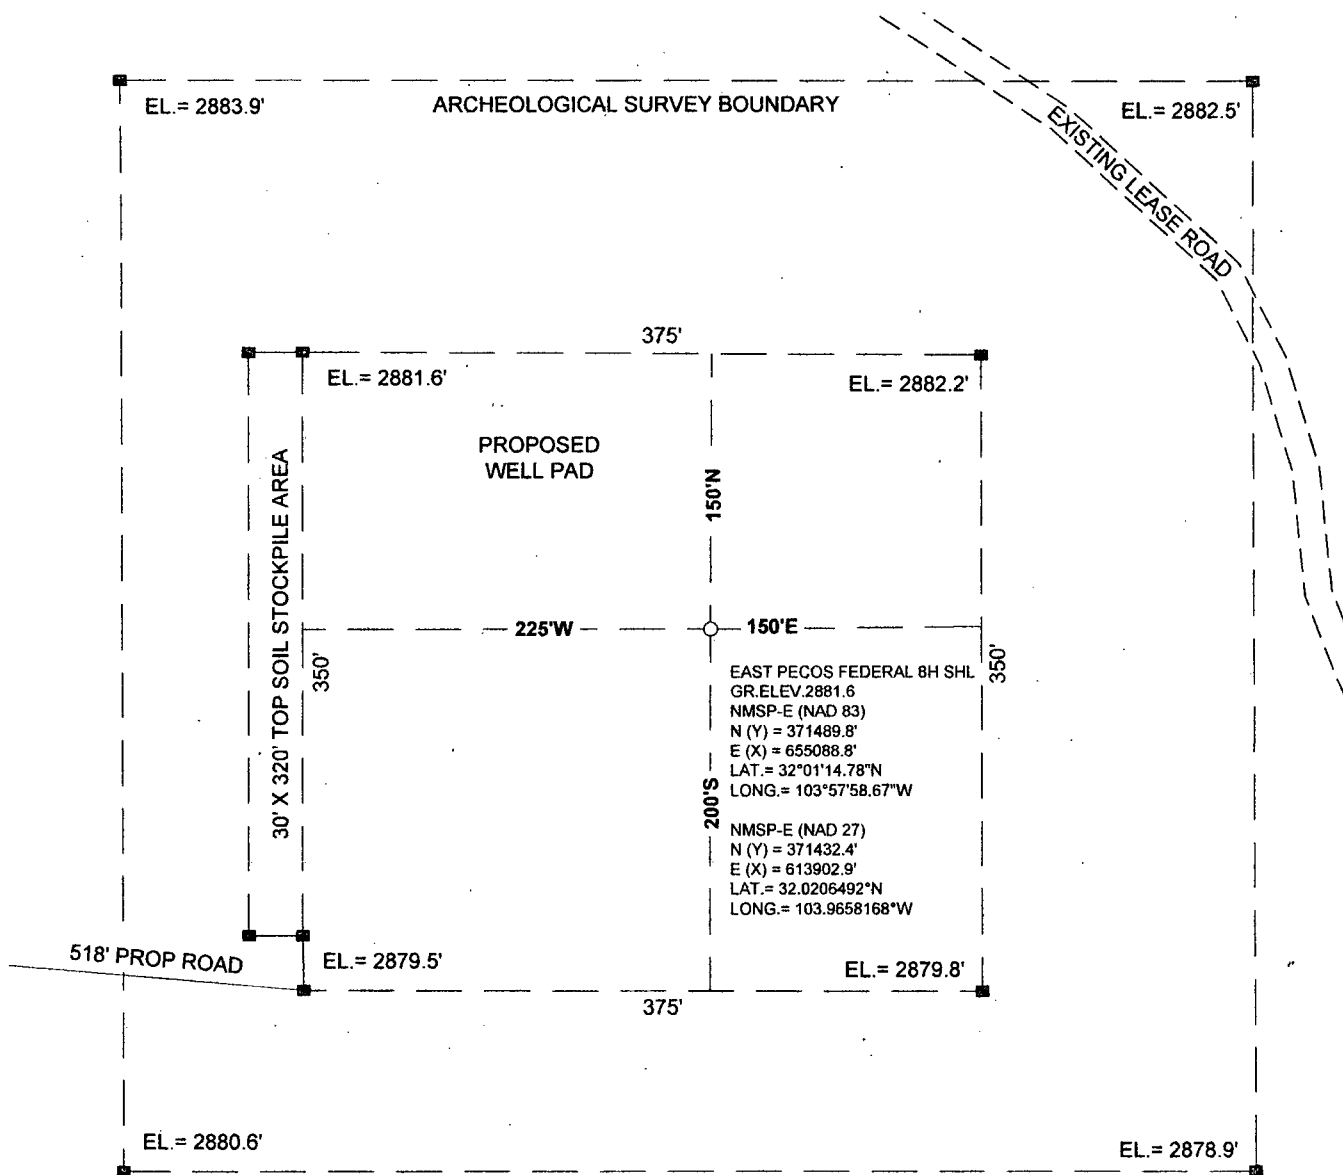 EL.= 2883.9'
ARCHEOLOGICAL SURVEY BOUNDARY
EL.= 2882.5'
EXISTING LEASE ROAD
375'
EL.= 2881.6'
EL.= 2882.2'
PROPOSED
WELL PAD
30' X 320' TOP SOIL STOCKPILE AREA
150'N
225'W
150'E
350'
350'
EAST PECOS FEDERAL 8H SHL
GR.ELEV.2881.6
NMSP-E (NAD 83)
N (Y) = 371489.8'
E (X) = 655088.8'
LAT.= 32°01'14.78"N
LONG.= 103°57'58.67"W
200'S
NMSP-E (NAD 27)
N (Y) = 371432.4'
E (X) = 613902.9'
LAT.= 32.0206492°N
LONG.= 103.9658168°W
518' PROP ROAD
EL.= 2879.5'
EL.= 2879.8'
375'
EL.= 2880.6'
EL.= 2878.9'